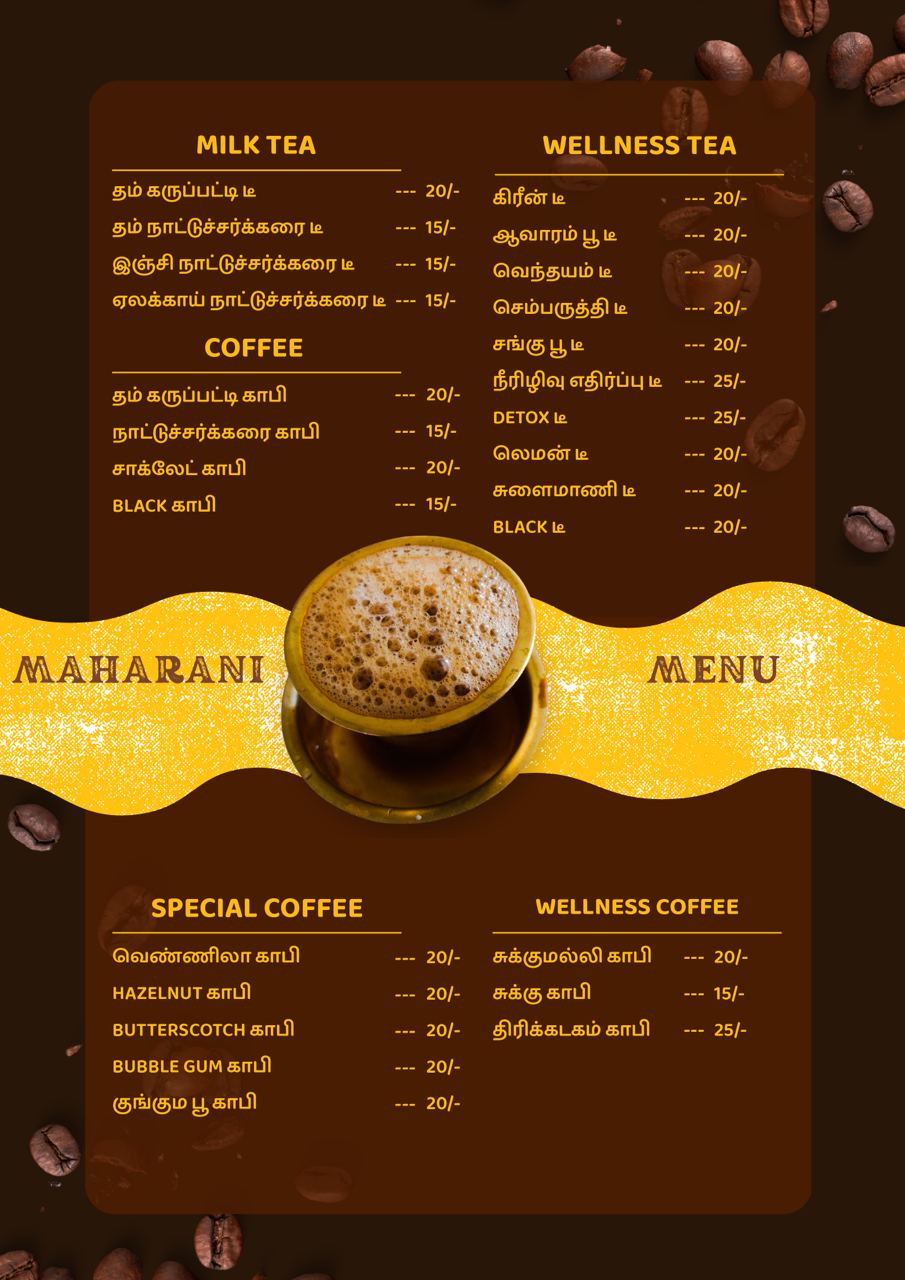 MILK TEA
தம் கருப்பட்டி டீ --- 20/-
தம் நாட்டுச்சர்க்கரை டீ --- 15/-
இஞ்சி நாட்டுச்சர்க்கரை டீ --- 15/-
ஏலக்காய் நாட்டுச்சர்க்கரை டீ --- 15/-
COFFEE
தம் கருப்பட்டி காபி --- 20/-
நாட்டுச்சர்க்கரை காபி --- 15/-
சாக்லேட் காபி --- 20/-
BLACK காபி --- 15/-
WELLNESS TEA
கிரீன் டீ --- 20/-
ஆவாரம் பூ டீ --- 20/-
வெந்தயம் டீ --- 20/-
செம்பருத்தி டீ --- 20/-
சங்கு பூ டீ --- 20/-
நீரிழிவு எதிர்ப்பு டீ --- 25/-
DETOX டீ --- 25/-
லெமன் டீ --- 20/-
சுளைமாணி டீ --- 20/-
BLACK டீ --- 20/-
MAHARANI MENU
SPECIAL COFFEE
வெண்ணிலா காபி --- 20/-
HAZELNUT காபி --- 20/-
BUTTERSCOTCH காபி --- 20/-
BUBBLE GUM காபி --- 20/-
குங்கும பூ காபி --- 20/-
WELLNESS COFFEE
சுக்குமல்லி காபி --- 20/-
சுக்கு காபி --- 15/-
திரிக்கடகம் காபி --- 25/-